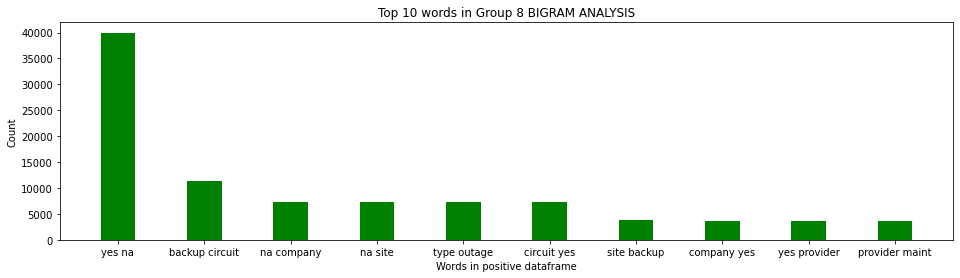 Top 10 words in Group 8 BIGRAM ANALYSIS
Count
40000
35000
30000
25000
20000
15000
10000
5000
0
yes na backup circuit na company na site type outage circuit yes site backup company yes yes provider provider maint
Words in positive dataframe